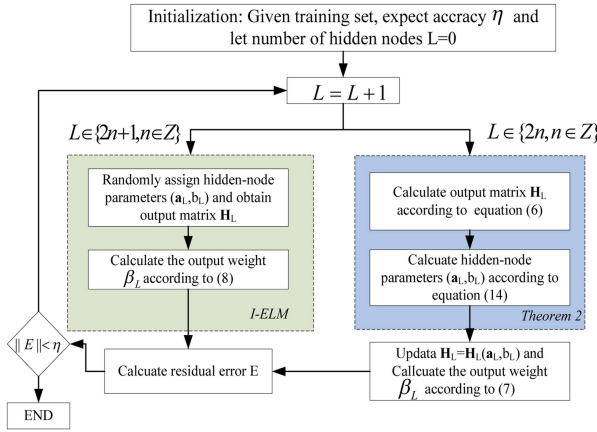 Initialization: Given training set, expect accracy η and
let number of hidden nodes L=0
L = L + 1
L∈{2n+1,n∈Z}
L∈{2n,n∈Z}
Randomly assign hidden-node
parameters (a_L,b_L) and obtain
output matrix H_L
Calculate the output weight
β_L according to (8)
I-ELM
Calculate output matrix H_L
according to equation (6)
Calcuate hidden-node
parameters (a_L,b_L) according to
equation (14)
Theorem 2
Updata H_L=H_L(a_L,b_L) and
Callcuate the output weight
β_L according to (7)
Calcuate residual error E
|| E ||< η
END